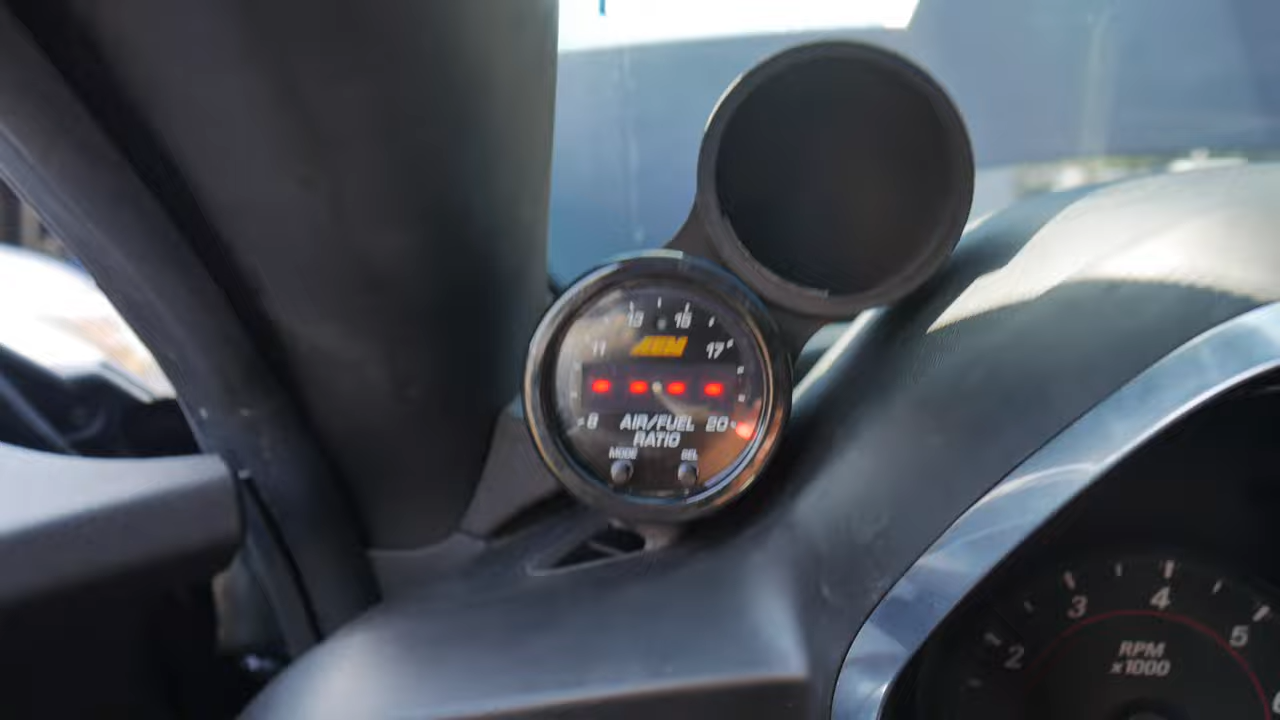 13 15
11 17
AEM
- - - -
8 AIR/FUEL 20
RATIO
MODE SEL
2 3 4 5
RPM
x1000